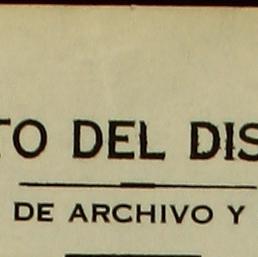 TO DEL DIS
DE ARCHIVO Y